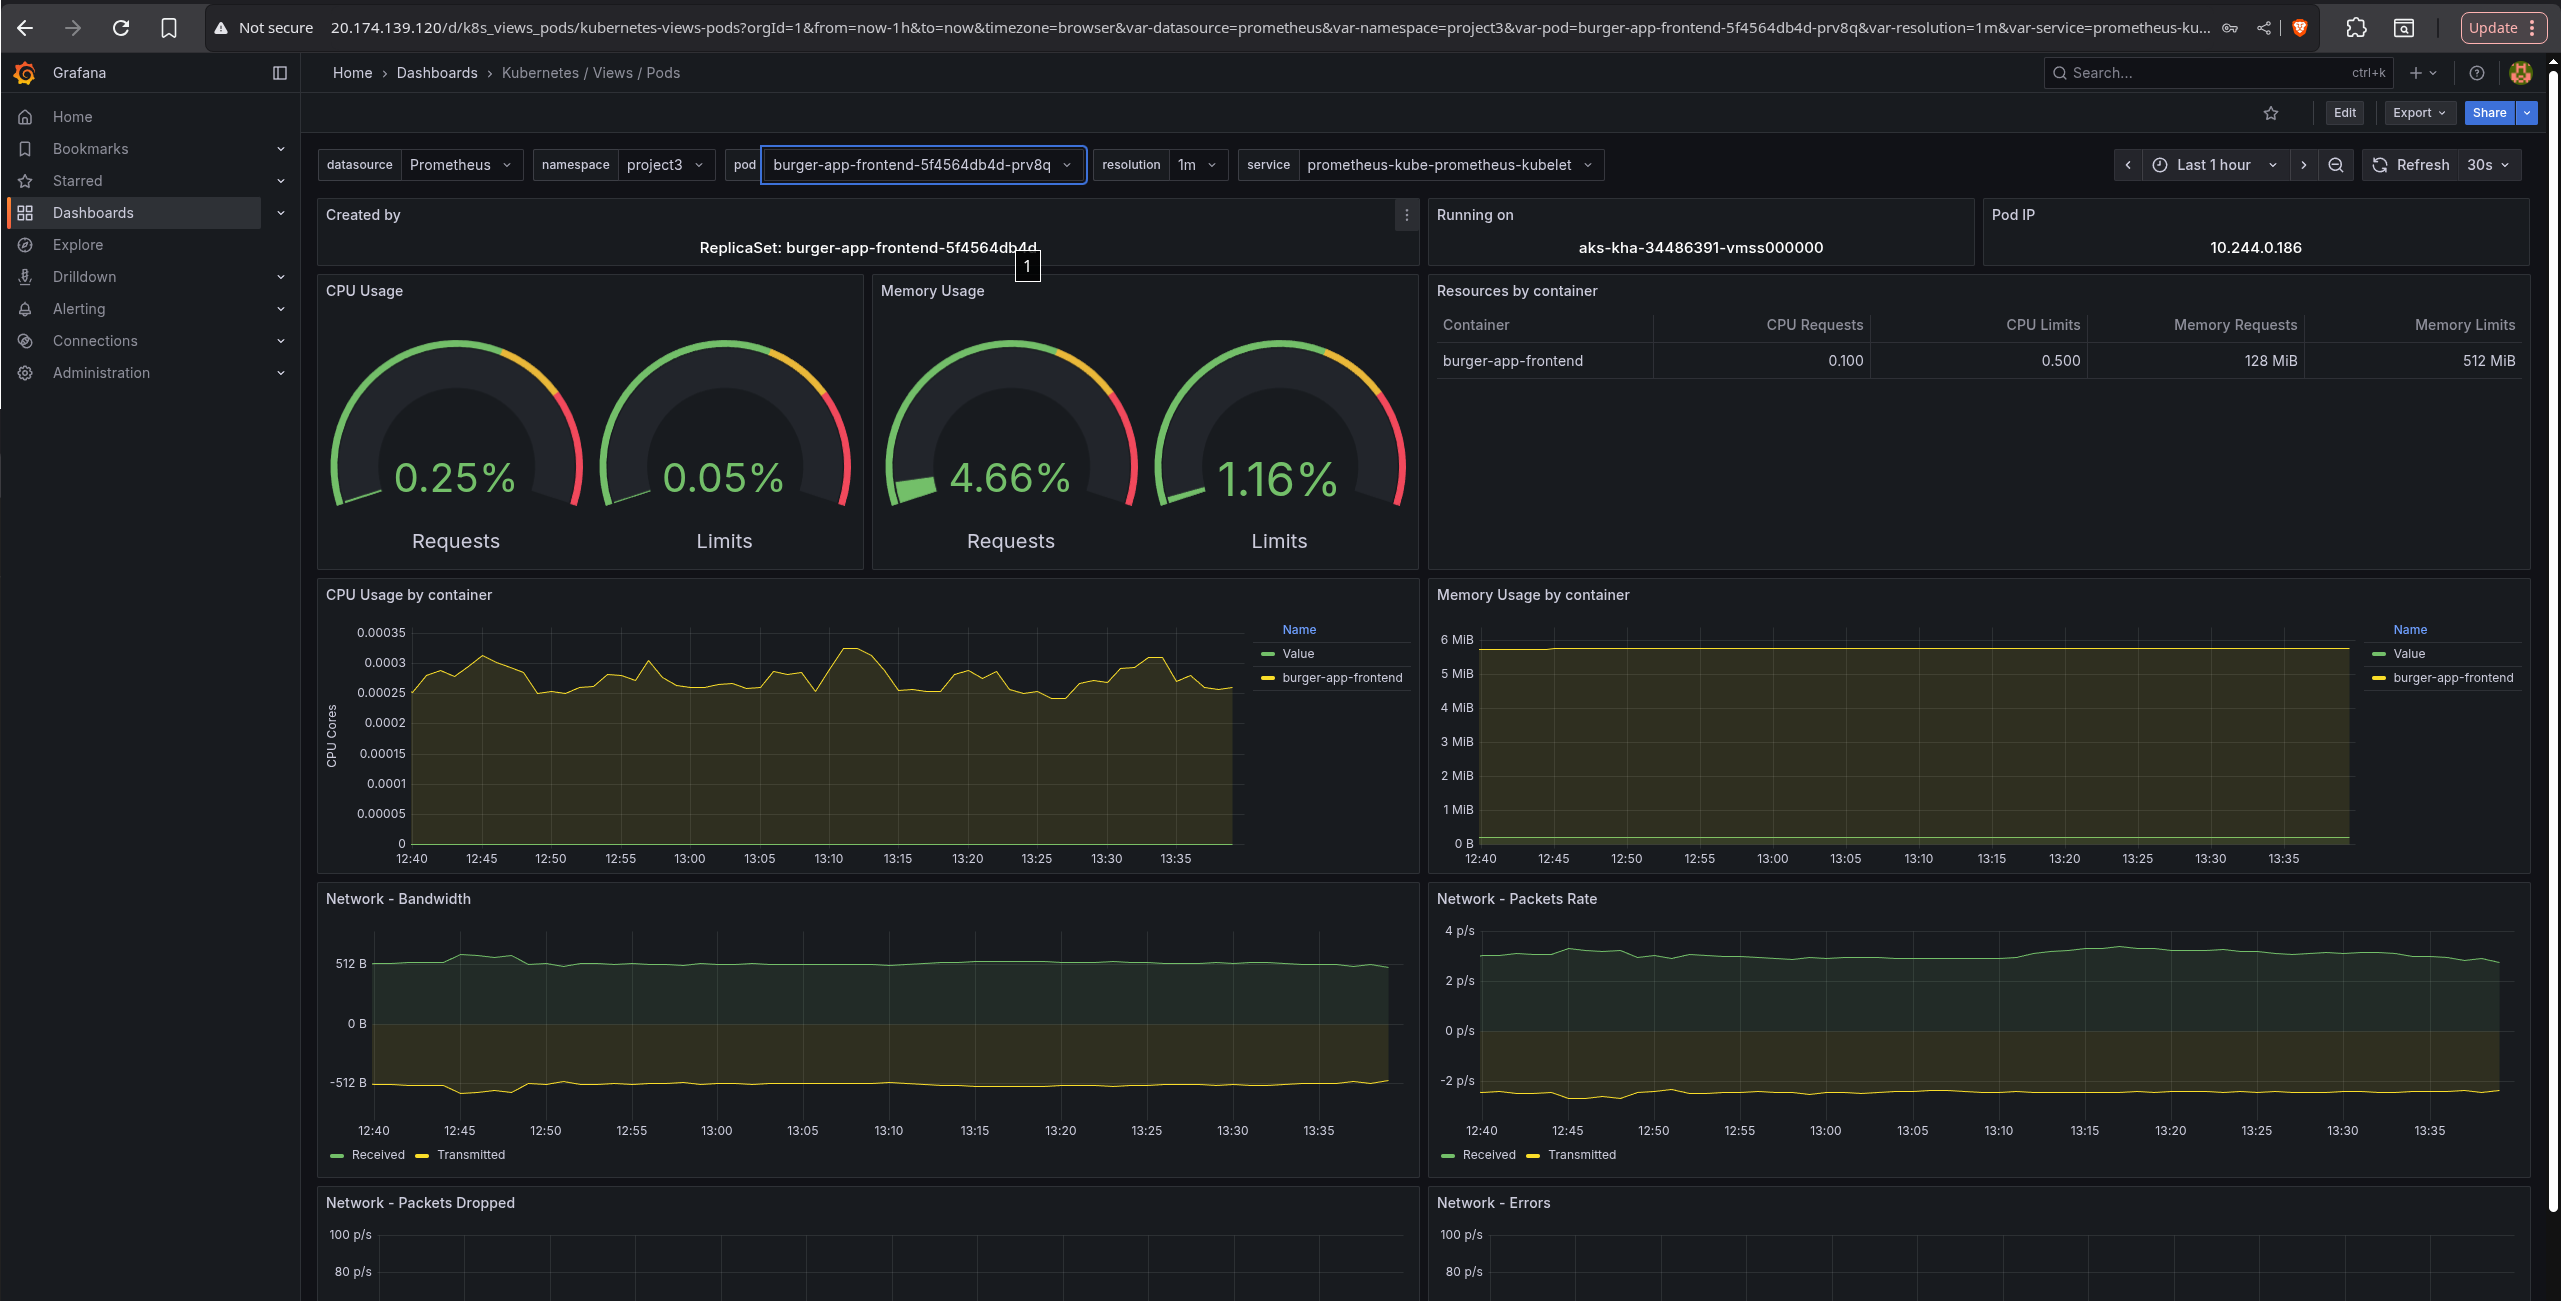 Not secure 20.174.139.120/d/k8s_views_pods/kubernetes-views-pods?orgId=1&from=now-1h&to=now&timezone=browser&var-datasource=prometheus&var-namespace=project3&var-pod=burger-app-frontend-5f4564db4d-prv8q&var-resolution=1m&var-service=prometheus-ku... Update
Grafana Home › Dashboards › Kubernetes / Views / Pods Search... ctrl+k
Edit Export Share
Home
Bookmarks
Starred
Dashboards
Explore
Drilldown
Alerting
Connections
Administration
datasource Prometheus namespace project3 pod burger-app-frontend-5f4564db4d-prv8q resolution 1m service prometheus-kube-prometheus-kubelet Last 1 hour Refresh 30s
Created by
ReplicaSet: burger-app-frontend-5f4564db4d
1
Running on
aks-kha-34486391-vmss000000
Pod IP
10.244.0.186
CPU Usage
0.25% 0.05%
Requests Limits
Memory Usage
4.66% 1.16%
Requests Limits
Resources by container
Container CPU Requests CPU Limits Memory Requests Memory Limits
burger-app-frontend 0.100 0.500 128 MiB 512 MiB
CPU Usage by container
CPU Cores
0.00035
0.0003
0.00025
0.0002
0.00015
0.0001
0.00005
0
12:40 12:45 12:50 12:55 13:00 13:05 13:10 13:15 13:20 13:25 13:30 13:35
Name
Value
burger-app-frontend
Memory Usage by container
6 MiB
5 MiB
4 MiB
3 MiB
2 MiB
1 MiB
0 B
12:40 12:45 12:50 12:55 13:00 13:05 13:10 13:15 13:20 13:25 13:30 13:35
Name
Value
burger-app-frontend
Network - Bandwidth
512 B
0 B
-512 B
12:40 12:45 12:50 12:55 13:00 13:05 13:10 13:15 13:20 13:25 13:30 13:35
Received Transmitted
Network - Packets Rate
4 p/s
2 p/s
0 p/s
-2 p/s
12:40 12:45 12:50 12:55 13:00 13:05 13:10 13:15 13:20 13:25 13:30 13:35
Received Transmitted
Network - Packets Dropped
100 p/s
80 p/s
Network - Errors
100 p/s
80 p/s